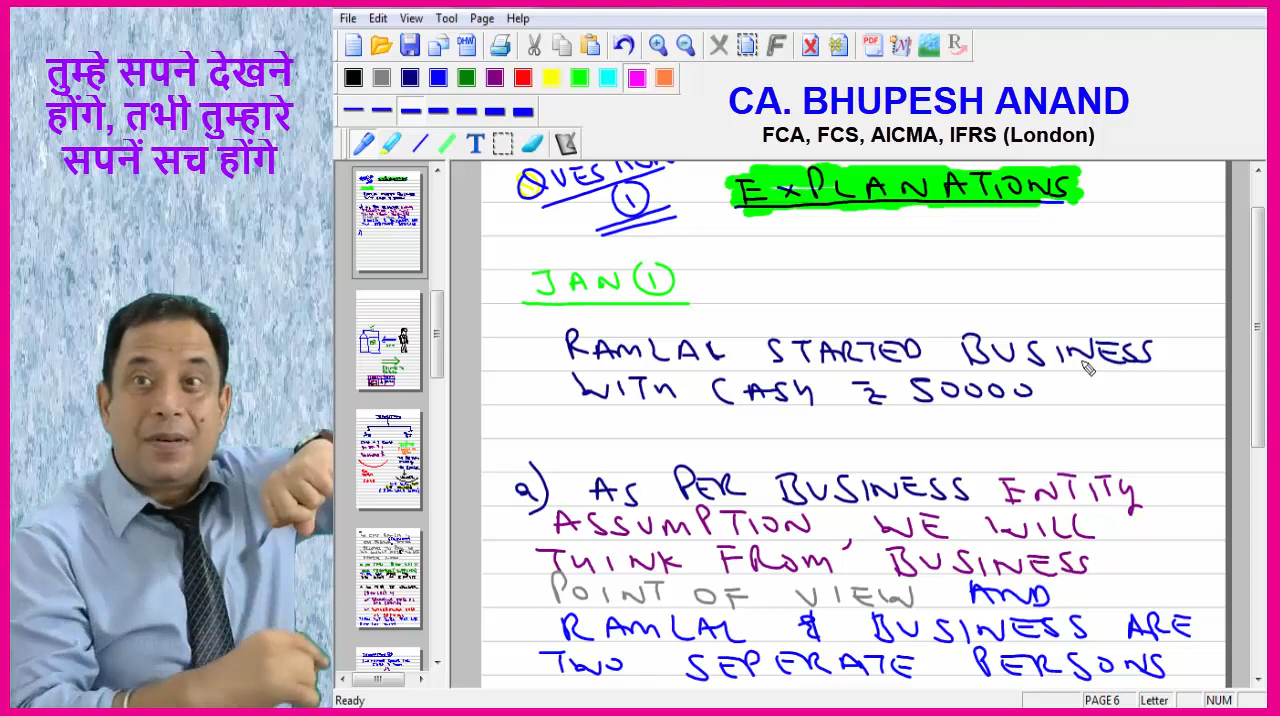 तुम्हे सपने देखने
होंगे, तभी तुम्हारे
सपनें सच होंगे
File Edit View Tool Page Help
CA. BHUPESH ANAND
FCA, FCS, AICMA, IFRS (London)
QUESTION
1
EXPLANATIONS
JAN 1
RAMLAL STARTED BUSINESS
WITH CASH ₹ 50000
a) AS PER BUSINESS ENTITY
ASSUMPTION, WE WILL
THINK FROM BUSINESS
POINT OF VIEW AND
RAMLAL & BUSINESS ARE
TWO SEPERATE PERSONS
Ready
PAGE 6 Letter NUM